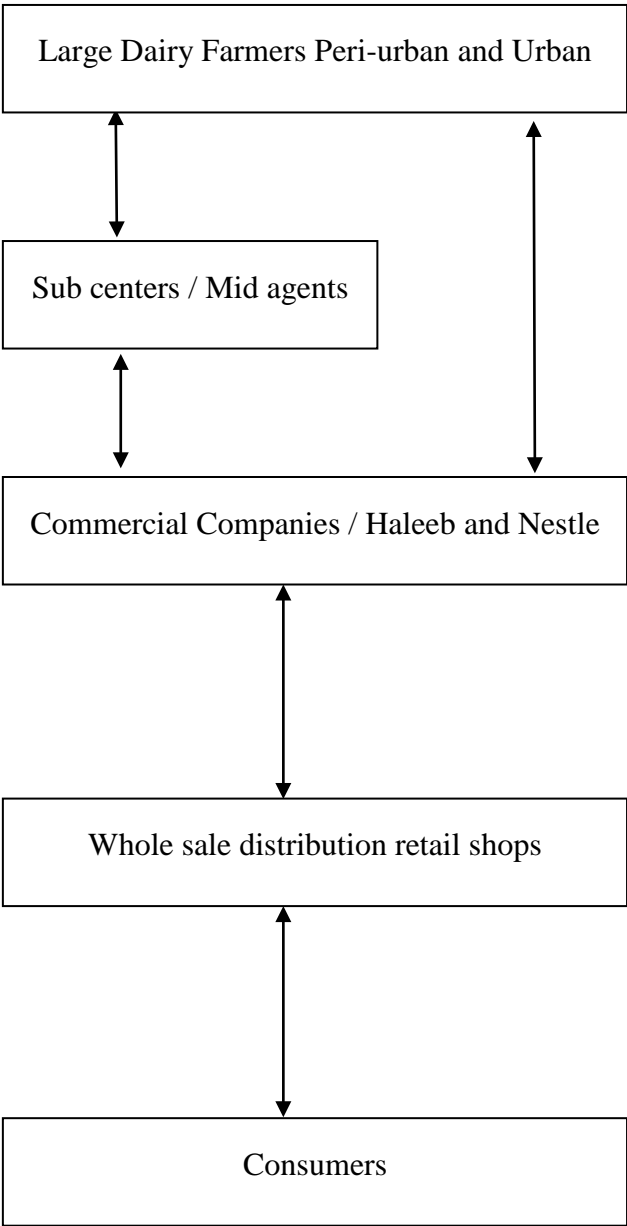 Large Dairy Farmers Peri-urban and Urban
Sub centers / Mid agents
Commercial Companies / Haleeb and Nestle
Whole sale distribution retail shops
Consumers